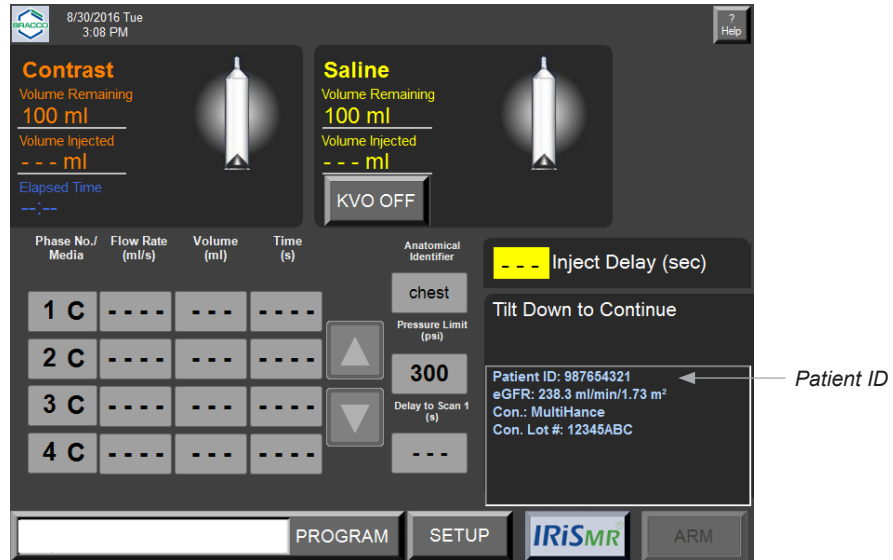 BRACCO
8/30/2016 Tue
3:08 PM
?
Help
Contrast
Volume Remaining
100 ml
Volume Injected
- - - ml
Elapsed Time
--:--
Saline
Volume Remaining
100 ml
Volume Injected
- - - ml
KVO OFF
Phase No./
Media
Flow Rate
(ml/s)
Volume
(ml)
Time
(s)
1 C - - - - - - - - - - -
2 C - - - - - - - - - - -
3 C - - - - - - - - - - -
4 C - - - - - - - - - - -
Anatomical
Identifier
chest
Pressure Limit
(psi)
300
Delay to Scan 1
(s)
- - -
- - - Inject Delay (sec)
Tilt Down to Continue
Patient ID: 987654321
eGFR: 238.3 ml/min/1.73 m²
Con.: MultiHance
Con. Lot #: 12345ABC
Patient ID
PROGRAM
SETUP
IRiSMR
ARM